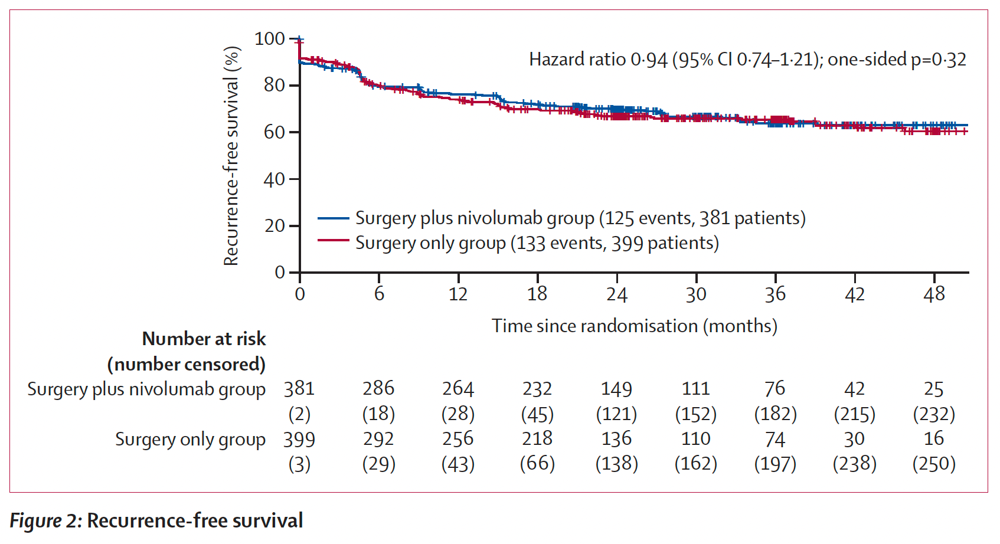 100
80
60
40
20
0
Recurrence-free survival (%)
Hazard ratio 0·94 (95% CI 0·74–1·21); one-sided p=0·32
Surgery plus nivolumab group (125 events, 381 patients)
Surgery only group (133 events, 399 patients)
0 6 12 18 24 30 36 42 48
Time since randomisation (months)
Number at risk
(number censored)
Surgery plus nivolumab group 381 286 264 232 149 111 76 42 25
(2) (18) (28) (45) (121) (152) (182) (215) (232)
Surgery only group 399 292 256 218 136 110 74 30 16
(3) (29) (43) (66) (138) (162) (197) (238) (250)
Figure 2: Recurrence-free survival